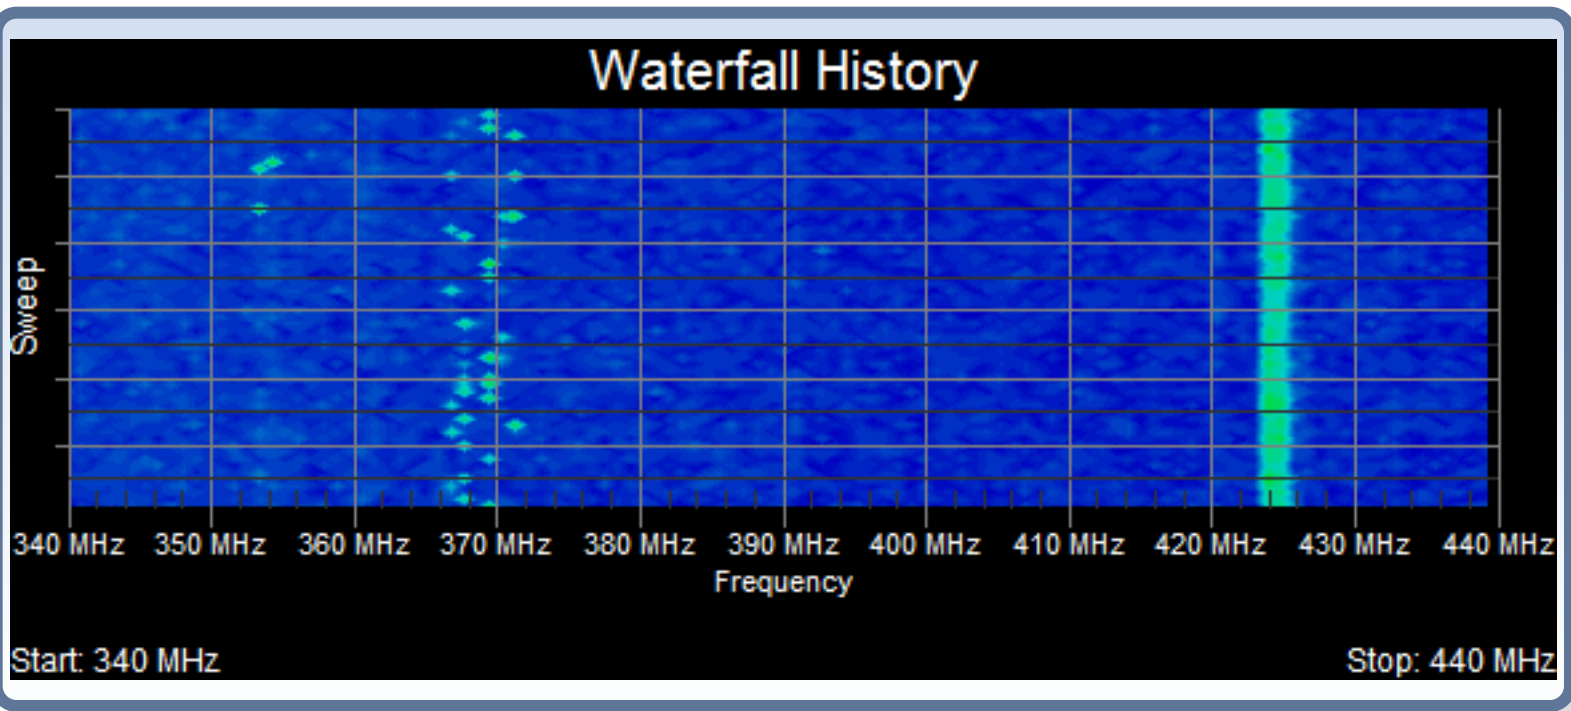 Waterfall History
Sweep
340 MHz 350 MHz 360 MHz 370 MHz 380 MHz 390 MHz 400 MHz 410 MHz 420 MHz 430 MHz 440 MHz
Frequency
Start: 340 MHz Stop: 440 MHz